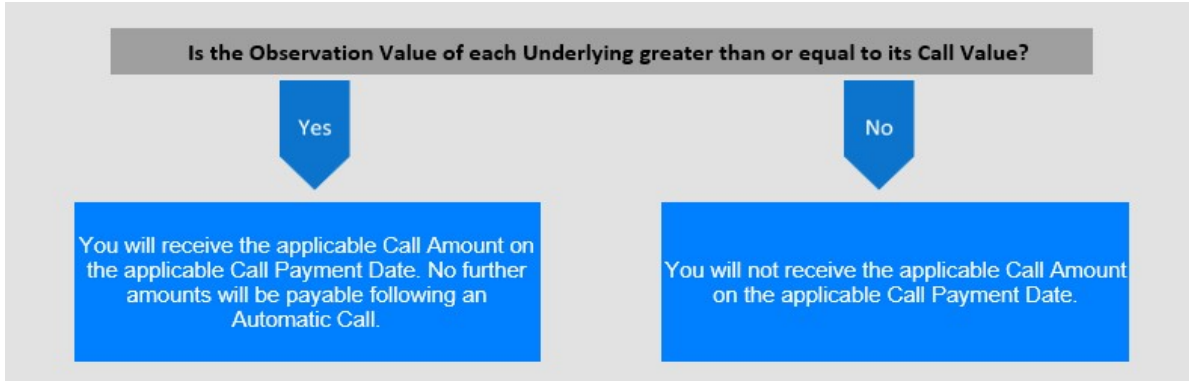 Is the Observation Value of each Underlying greater than or equal to its Call Value?
Yes
No
You will receive the applicable Call Amount on
the applicable Call Payment Date. No further
amounts will be payable following an
Automatic Call.
You will not receive the applicable Call Amount
on the applicable Call Payment Date.